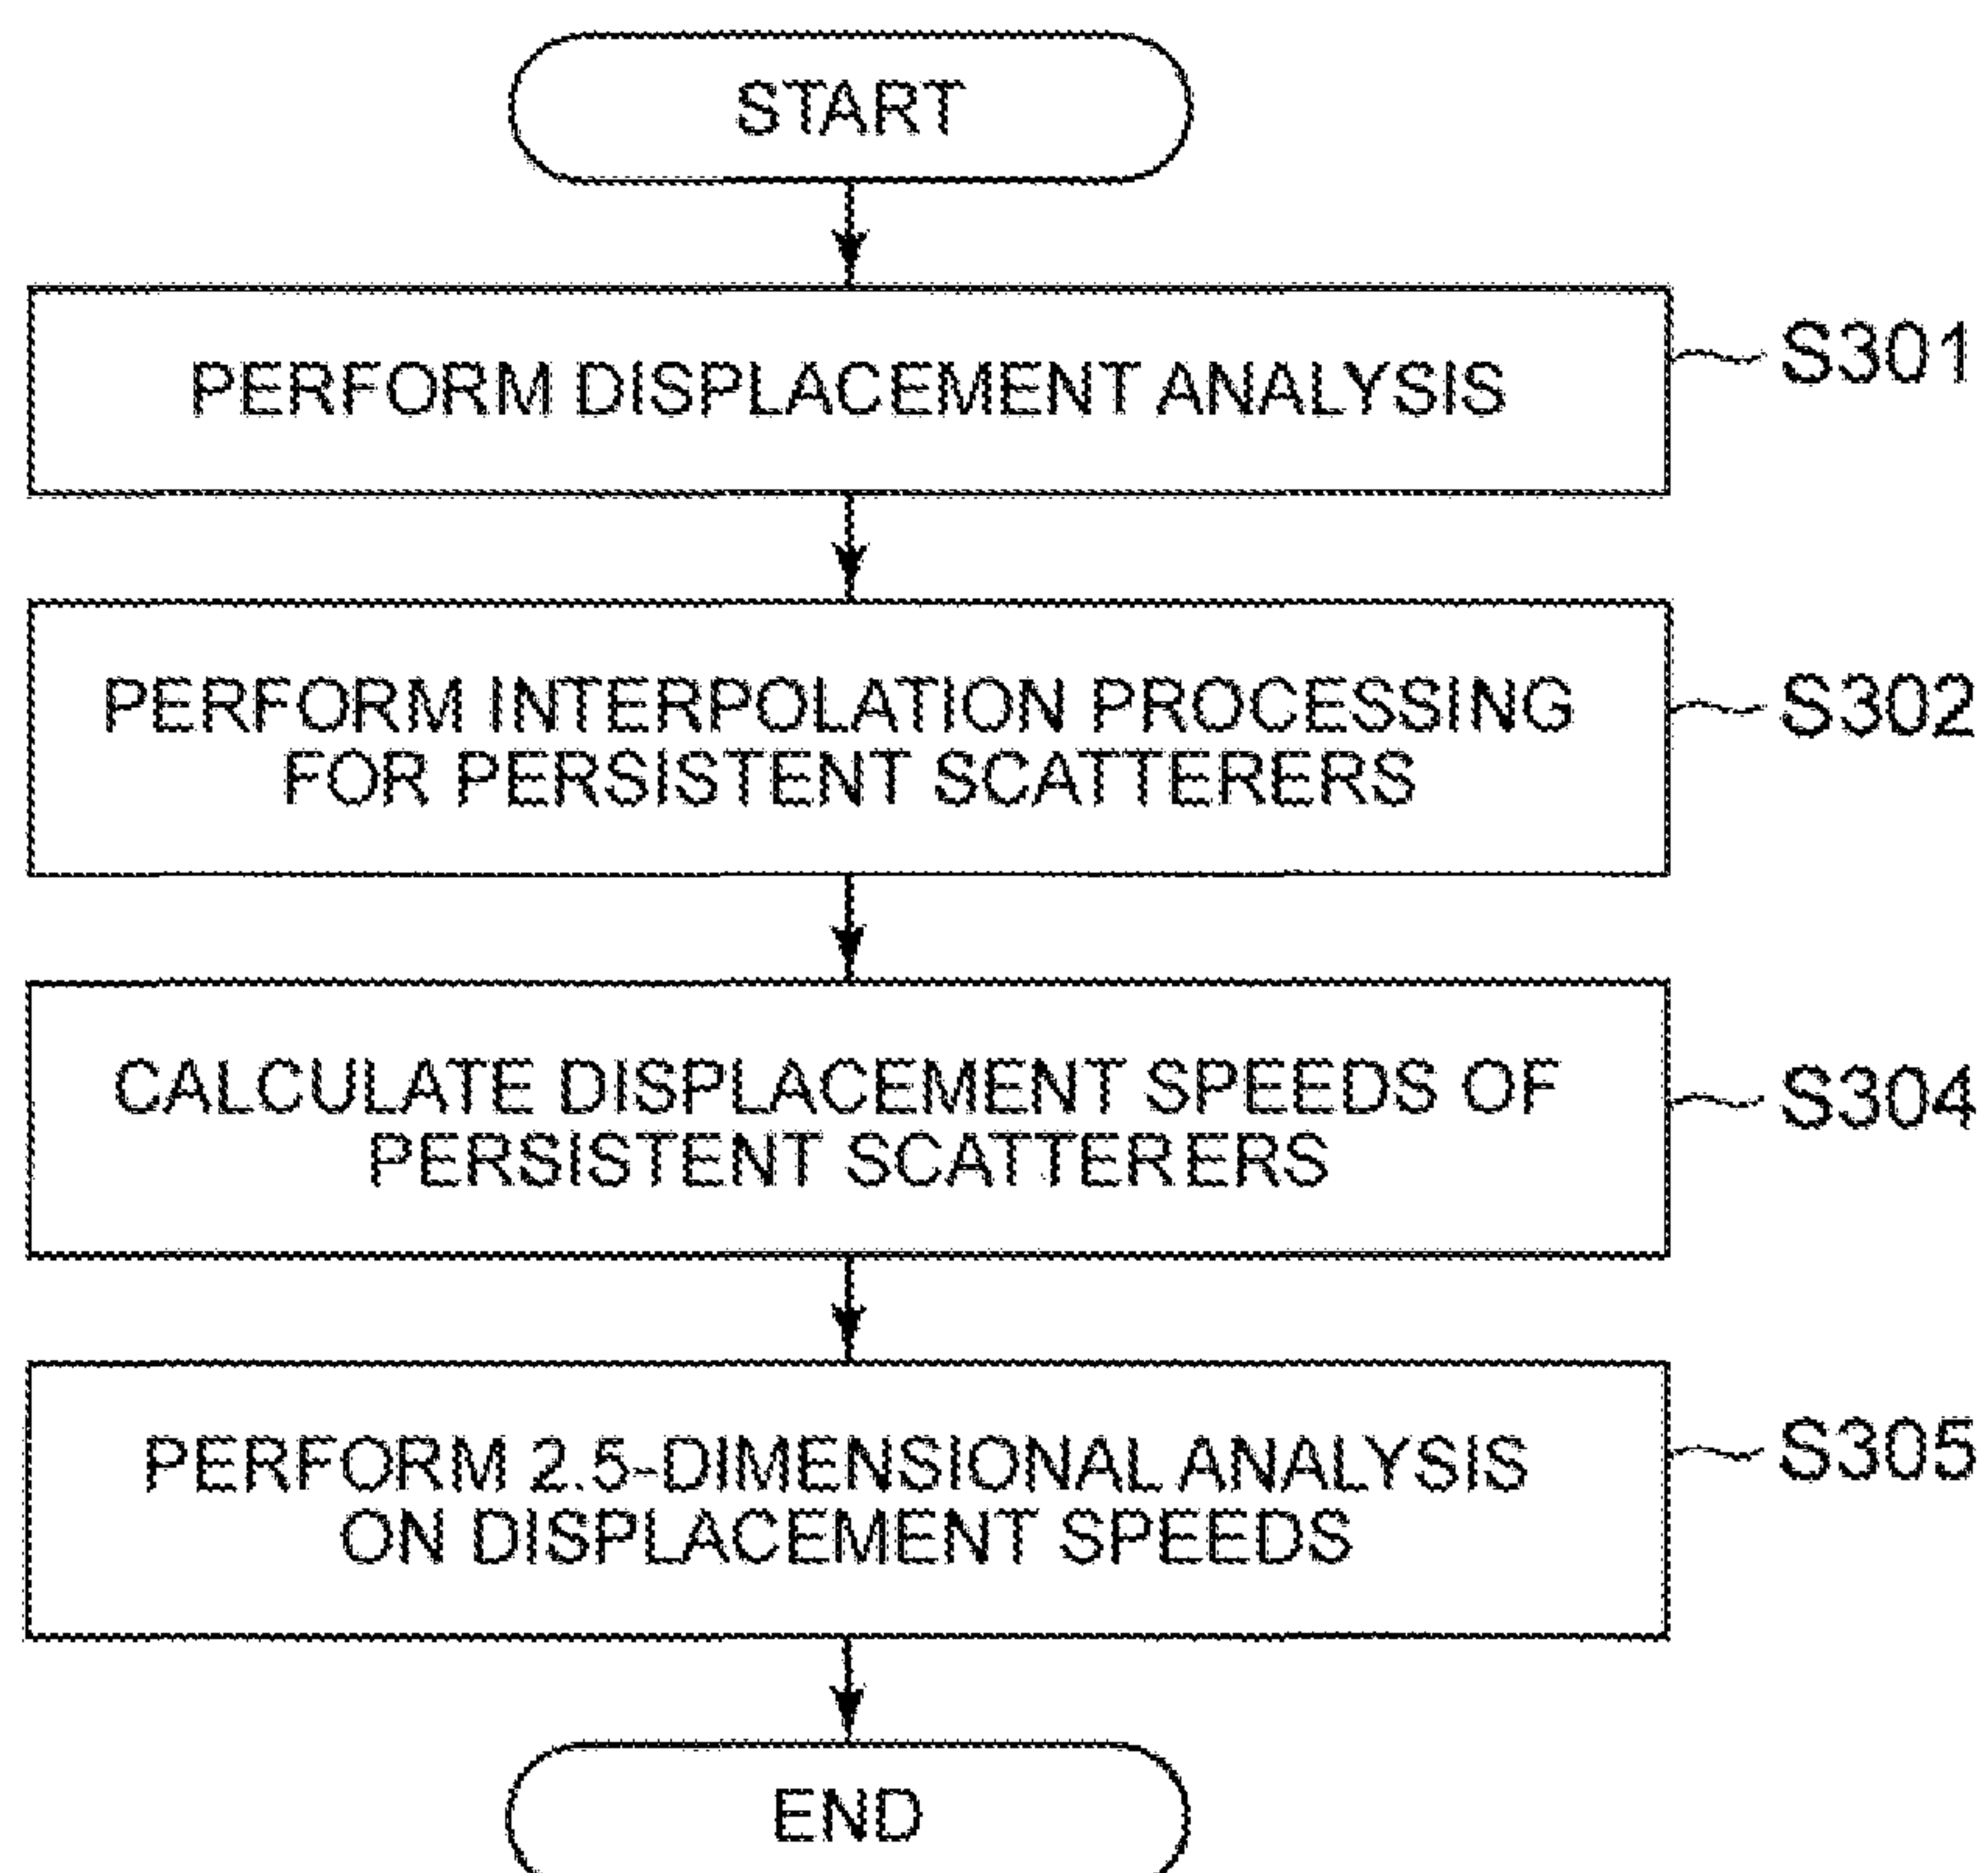 START
PERFORM DISPLACEMENT ANALYSIS
S301
PERFORM INTERPOLATION PROCESSING
FOR PERSISTENT SCATTERERS
S302
CALCULATE DISPLACEMENT SPEEDS OF
PERSISTENT SCATTERERS
S304
PERFORM 2.5-DIMENSIONAL ANALYSIS
ON DISPLACEMENT SPEEDS
S305
END